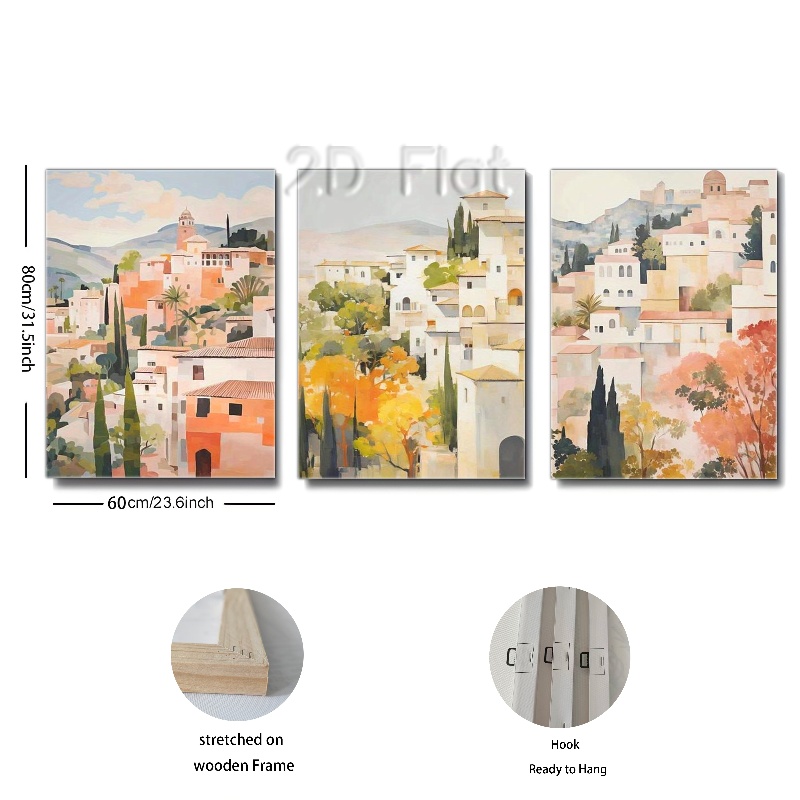 2D Flat
80cm/31.5inch
60cm/23.6inch
stretched on
wooden Frame
Hook
Ready to Hang